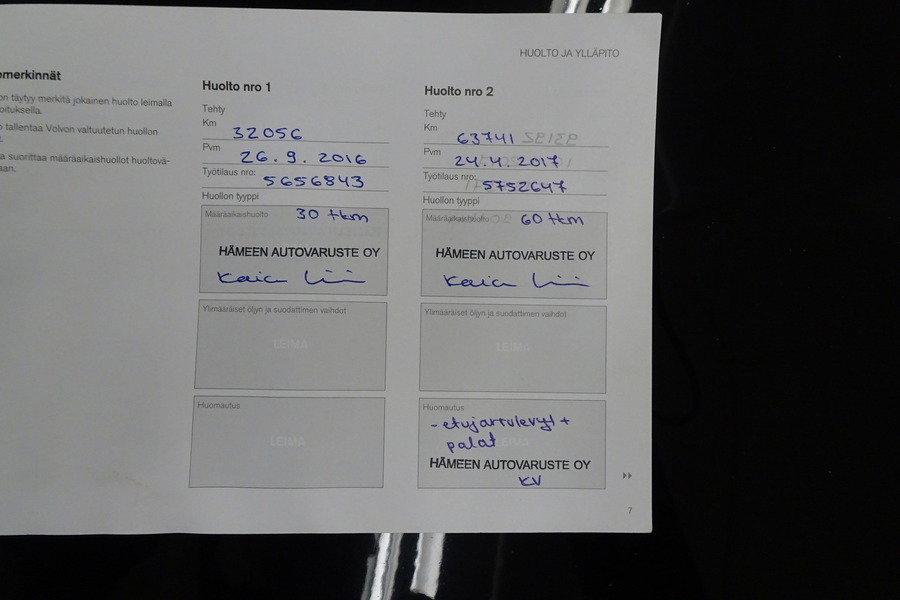 HUOLTO JA YLLÄPITO
omerkinnät
on täytyy merkitä jokainen huolto leimalla
oituksella.
tallentaa Volvon valtuutetun huollon
a suorittaa määräaikaishuollot huoltovä-
aan.
Huolto nro 1
Tehty
Km 32056
Pvm 26.9.2016
Työtilaus nro: 5656843
Huollon tyyppi
Määräaikaishuolto 30 tkm
HÄMEEN AUTOVARUSTE OY
Ylimääräiset öljyn ja suodattimen vaihdot
LEIMA
Huomautus
LEIMA
Huolto nro 2
Tehty
Km 63741
Pvm 24.4.2017
Työtilaus nro: 5752647
Huollon tyyppi
Määräaikaishuolto 60 tkm
HÄMEEN AUTOVARUSTE OY
Ylimääräiset öljyn ja suodattimen vaihdot
LEIMA
Huomautus
- etujarrulevyt +
palat LEIMA
HÄMEEN AUTOVARUSTE OY
KV
7